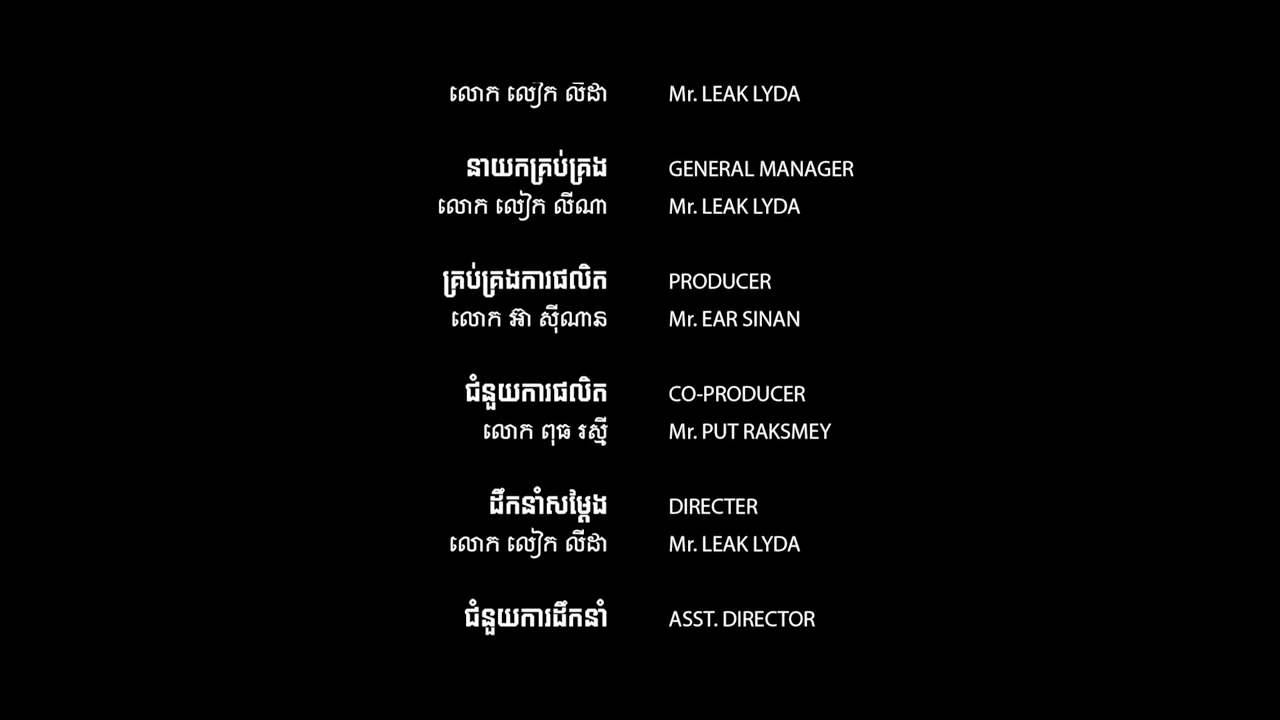 លោក លៀក លីដា Mr. LEAK LYDA
នាយកគ្រប់គ្រង GENERAL MANAGER
លោក លៀក លីណា Mr. LEAK LYDA
គ្រប់គ្រងការផលិត PRODUCER
លោក អ៊ា ស៊ីណាន Mr. EAR SINAN
ជំនួយការផលិត CO-PRODUCER
លោក ពុធ រស្មី Mr. PUT RAKSMEY
ដឹកនាំសម្ដែង DIRECTER
លោក លៀក លីដា Mr. LEAK LYDA
ជំនួយការដឹកនាំ ASST. DIRECTOR